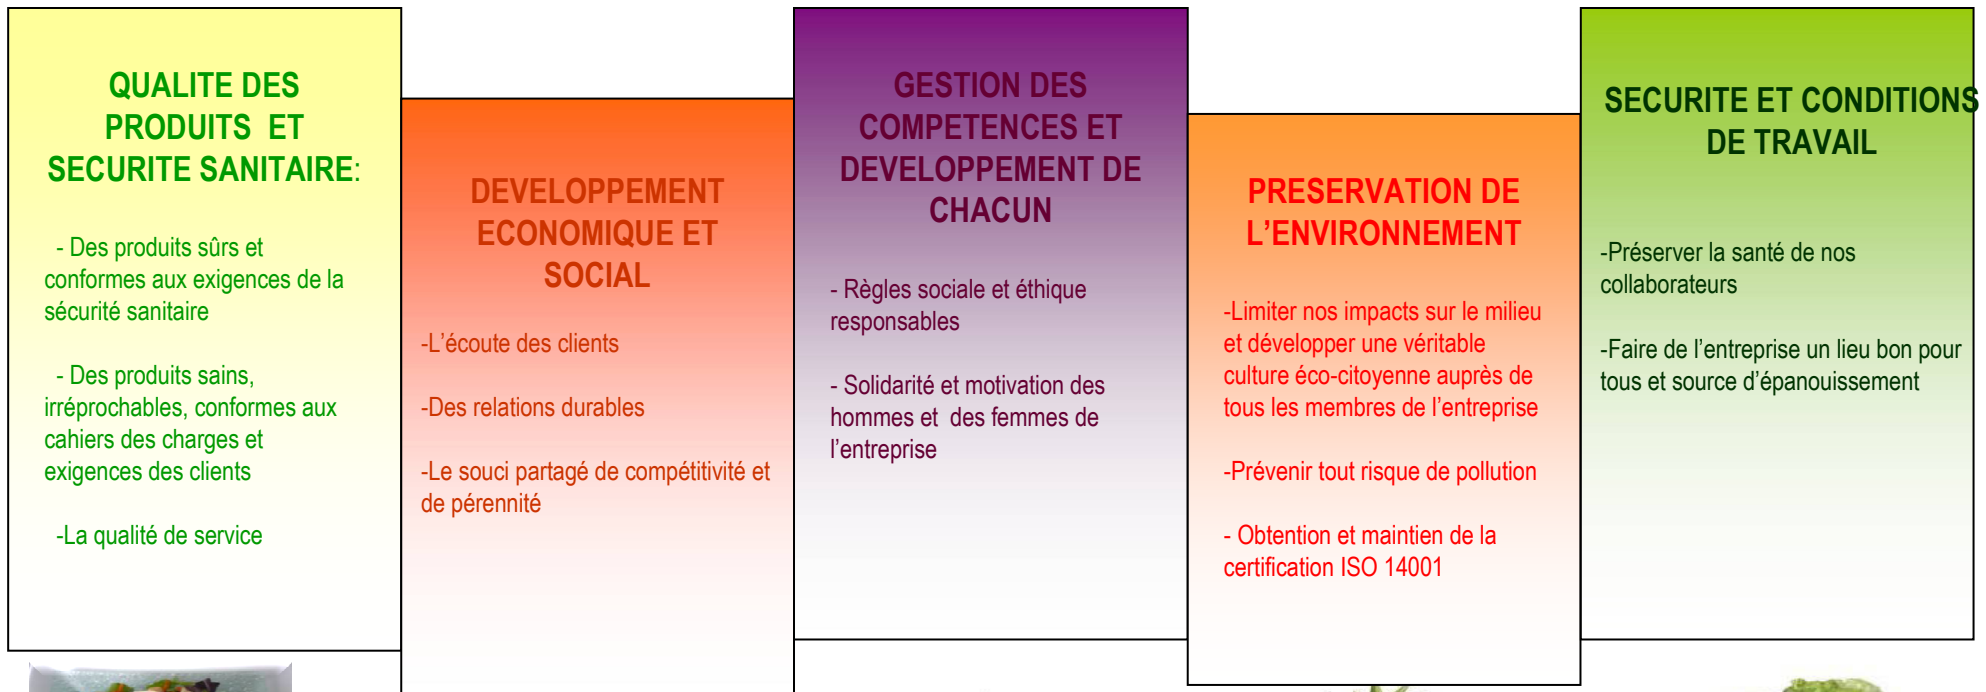 QUALITE DES
PRODUITS ET
SECURITE SANITAIRE:
- Des produits sûrs et
conformes aux exigences de la
sécurité sanitaire
- Des produits sains,
irréprochables, conformes aux
cahiers des charges et
exigences des clients
-La qualité de service
DEVELOPPEMENT
ECONOMIQUE ET
SOCIAL
-L’écoute des clients
-Des relations durables
-Le souci partagé de compétitivité et
de pérennité
GESTION DES
COMPETENCES ET
DEVELOPPEMENT DE
CHACUN
- Règles sociale et éthique
responsables
- Solidarité et motivation des
hommes et des femmes de
l’entreprise
PRESERVATION DE
L’ENVIRONNEMENT
-Limiter nos impacts sur le milieu
et développer une véritable
culture éco-citoyenne auprès de
tous les membres de l’entreprise
-Prévenir tout risque de pollution
- Obtention et maintien de la
certification ISO 14001
SECURITE ET CONDITIONS
DE TRAVAIL
-Préserver la santé de nos
collaborateurs
-Faire de l’entreprise un lieu bon pour
tous et source d’épanouissement